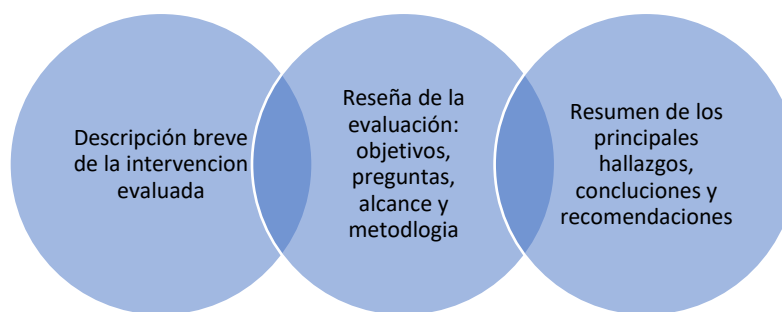 Descripción breve
de la intervencion
evaluada
Reseña de la
evaluación:
objetivos,
preguntas,
alcance y
metodlogia
Resumen de los
principales
hallazgos,
concluciones y
recomendaciones